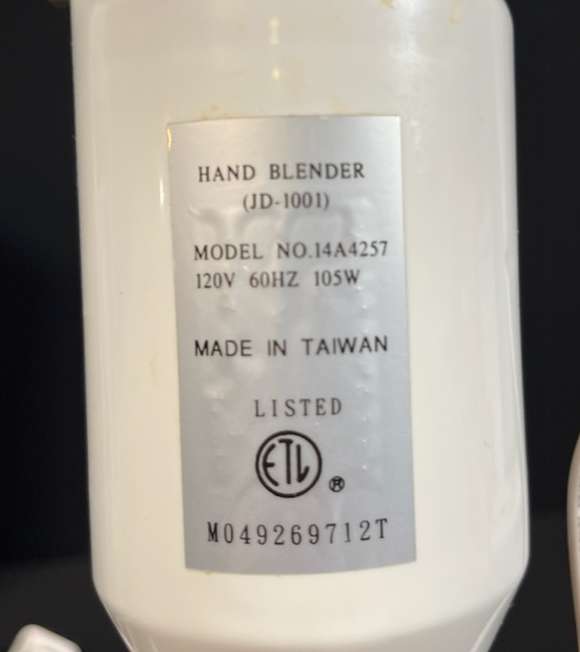 HAND BLENDER
(JD-1001)
MODEL NO.14A4257
120V 60HZ 105W
MADE IN TAIWAN
LISTED
ETL
®
M049269712T